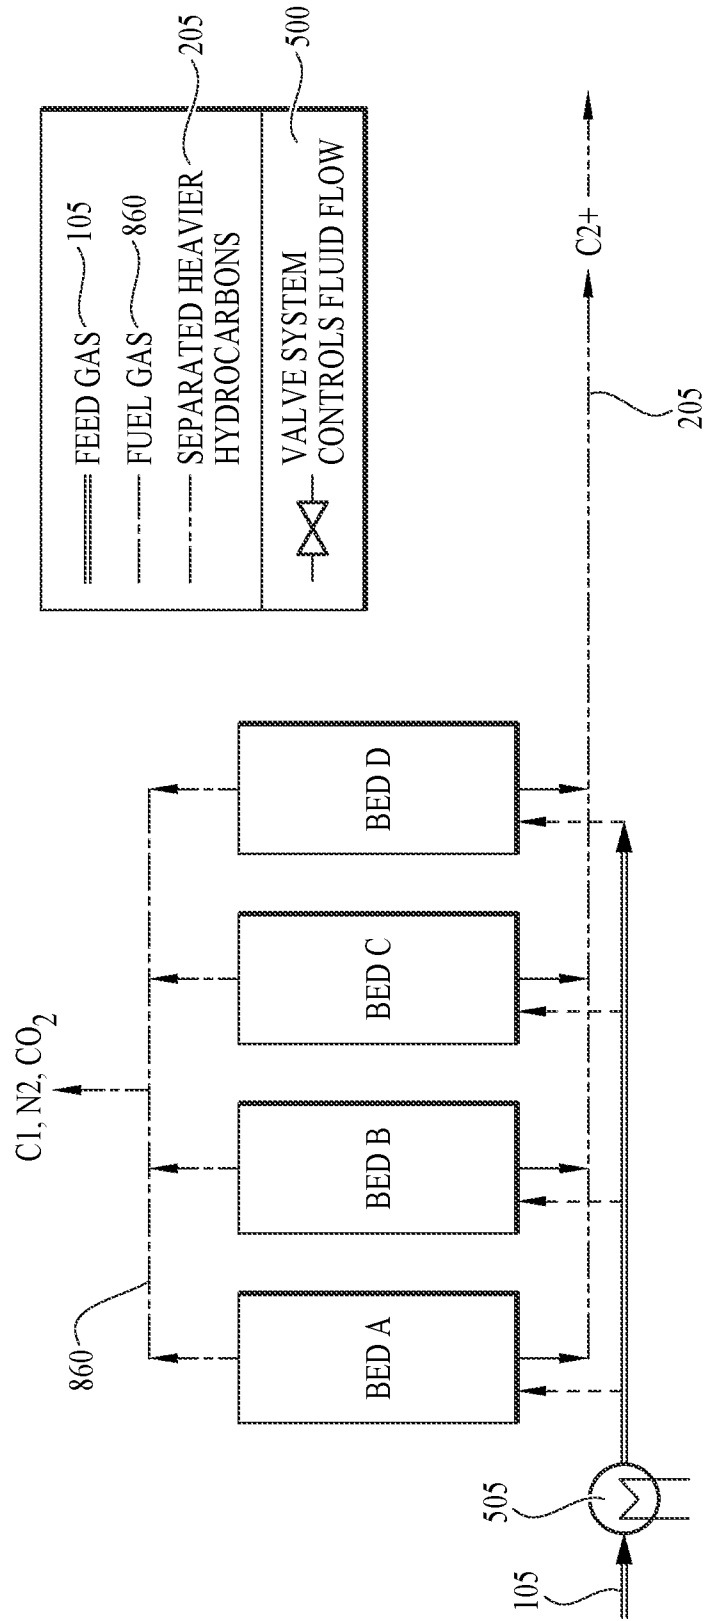 C1, N2, CO2
860
BED A
BED B
BED C
BED D
105
505
205
C2+
FEED GAS
105
FUEL GAS
860
SEPARATED HEAVIER
HYDROCARBONS
205
VALVE SYSTEM
CONTROLS FLUID FLOW
500